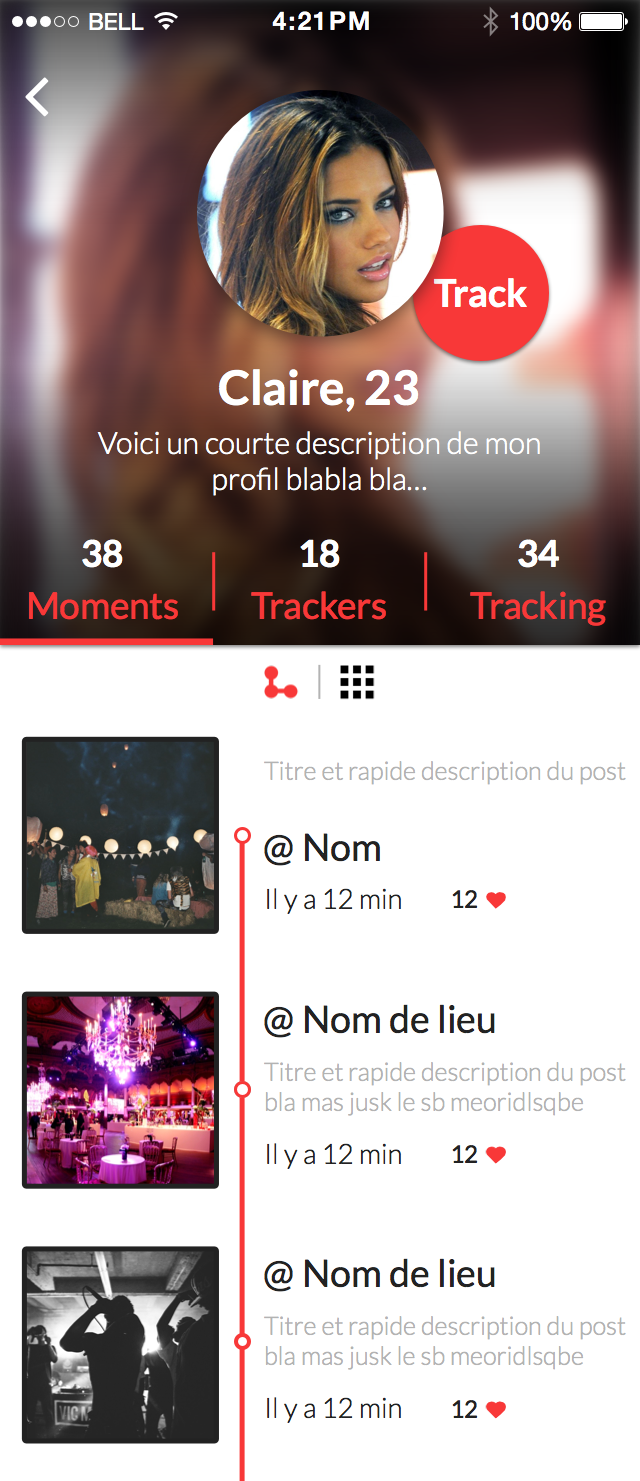 BELL 4:21PM 100%
Track
Claire, 23
Voici un courte description de mon
profil blabla bla...
38 18 34
Moments Trackers Tracking
Titre et rapide description du post
@ Nom
Il y a 12 min 12
@ Nom de lieu
Titre et rapide description du post
bla mas jusk le sb meoridlsqbe
Il y a 12 min 12
@ Nom de lieu
Titre et rapide description du post
bla mas jusk le sb meoridlsqbe
Il y a 12 min 12